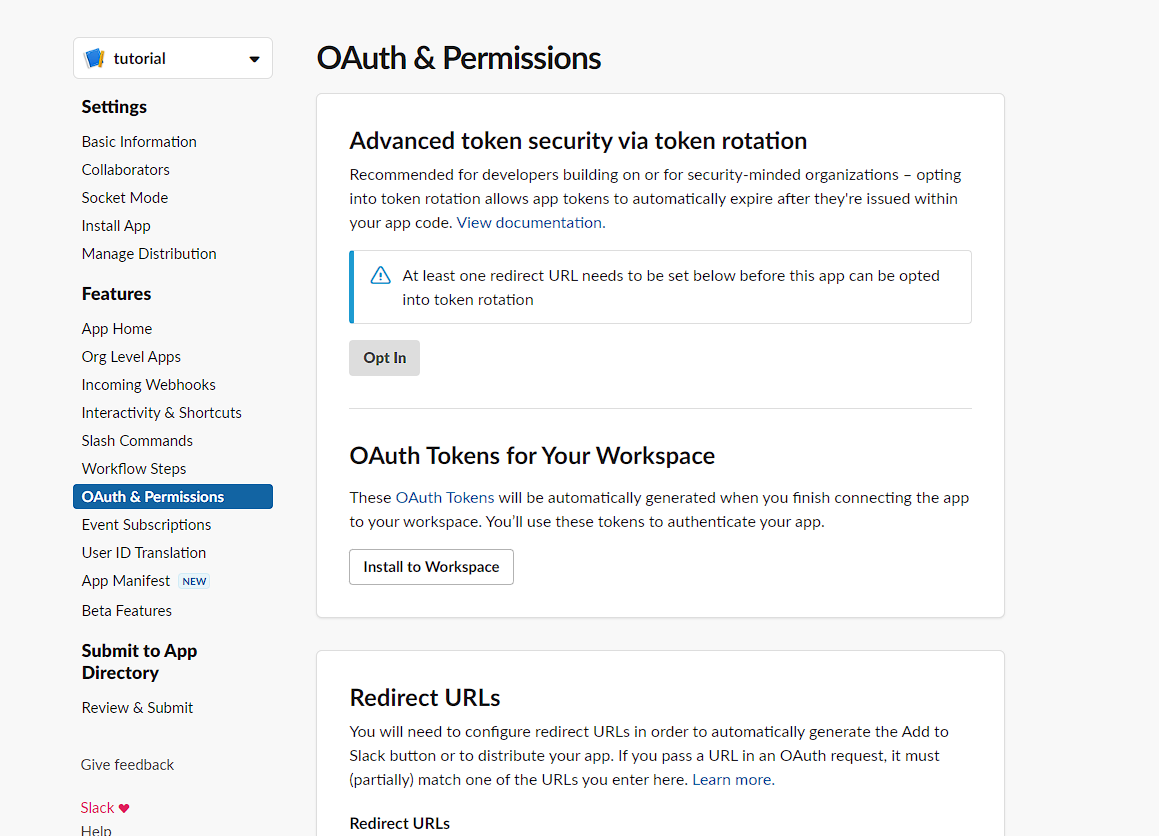 tutorial
Settings
Basic Information
Collaborators
Socket Mode
Install App
Manage Distribution
Features
App Home
Org Level Apps
Incoming Webhooks
Interactivity & Shortcuts
Slash Commands
Workflow Steps
OAuth & Permissions
Event Subscriptions
User ID Translation
App Manifest NEW
Beta Features
Submit to App
Directory
Review & Submit
Give feedback
Slack
Help
OAuth & Permissions
Advanced token security via token rotation
Recommended for developers building on or for security-minded organizations – opting
into token rotation allows app tokens to automatically expire after they're issued within
your app code. View documentation.
At least one redirect URL needs to be set below before this app can be opted
into token rotation
Opt In
OAuth Tokens for Your Workspace
These OAuth Tokens will be automatically generated when you finish connecting the app
to your workspace. You’ll use these tokens to authenticate your app.
Install to Workspace
Redirect URLs
You will need to configure redirect URLs in order to automatically generate the Add to
Slack button or to distribute your app. If you pass a URL in an OAuth request, it must
(partially) match one of the URLs you enter here. Learn more.
Redirect URLs